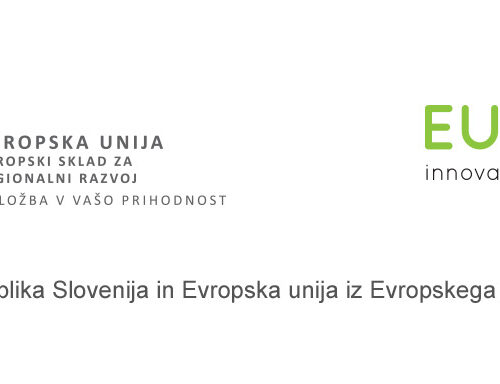 ROPSKA UNIJA
ROPSKI SKLAD ZA
GIONALNI RAZVOJ
LOŽBA V VAŠO PRIHODNOST
EU
innova
blika Slovenija in Evropska unija iz Evropskega